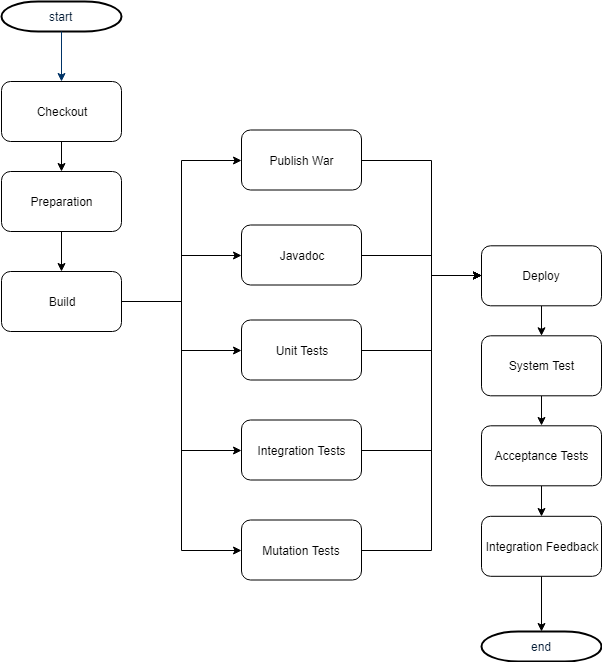 start
Checkout
Preparation
Build
Publish War
Javadoc
Unit Tests
Integration Tests
Mutation Tests
Deploy
System Test
Acceptance Tests
Integration Feedback
end